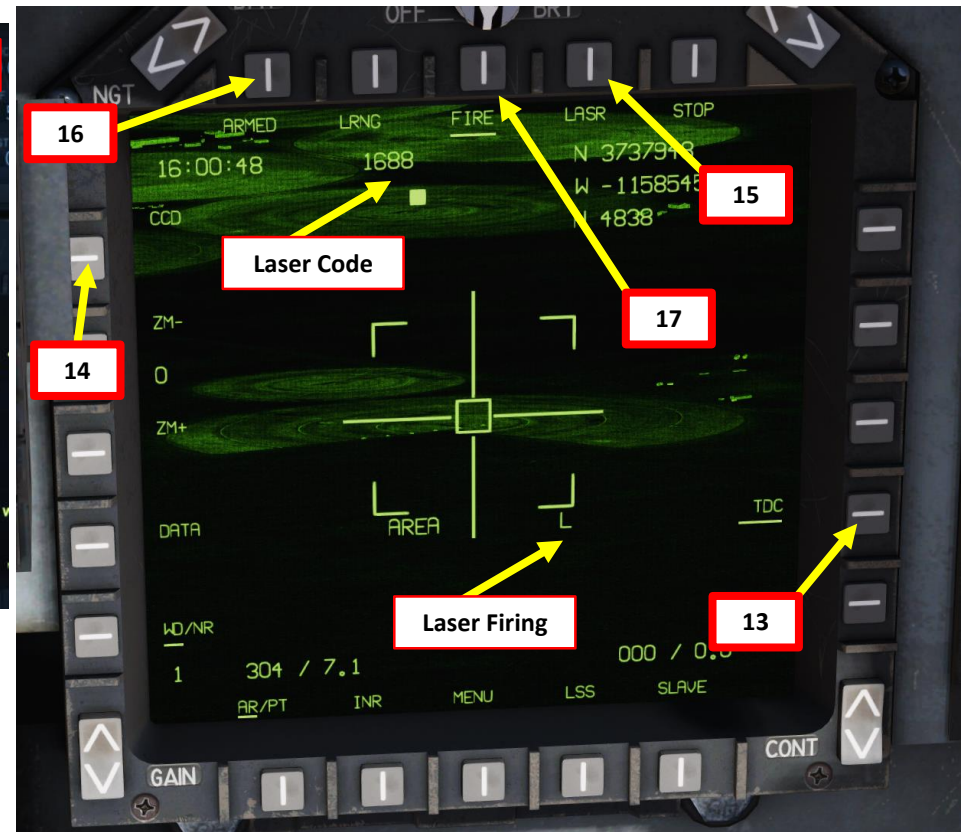 OFF
BRT
NGT
16
ARMED
LRNG
FIRE
LASR
STOP
16:00:48
1688
N 3737948
W -1158545
15
CCD
4838
Laser Code
14
17
ZM-
0
ZM+
DATA
AREA
L
TDC
Laser Firing
13
WD/NR
1
304 / 7.1
000 / 0.0
AR/PT
INR
MENU
LSS
SLAVE
GAIN
CONT